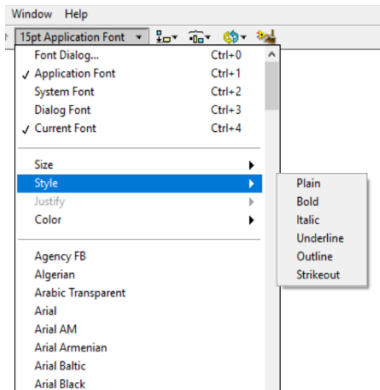 Window Help
15pt Application Font
Font Dialog... Ctrl+0
✓ Application Font Ctrl+1
System Font Ctrl+2
Dialog Font Ctrl+3
✓ Current Font Ctrl+4
Size
Style
Justify
Color
Plain
Bold
Italic
Underline
Outline
Strikeout
Agency FB
Algerian
Arabic Transparent
Arial
Arial AM
Arial Armenian
Arial Baltic
Arial Black